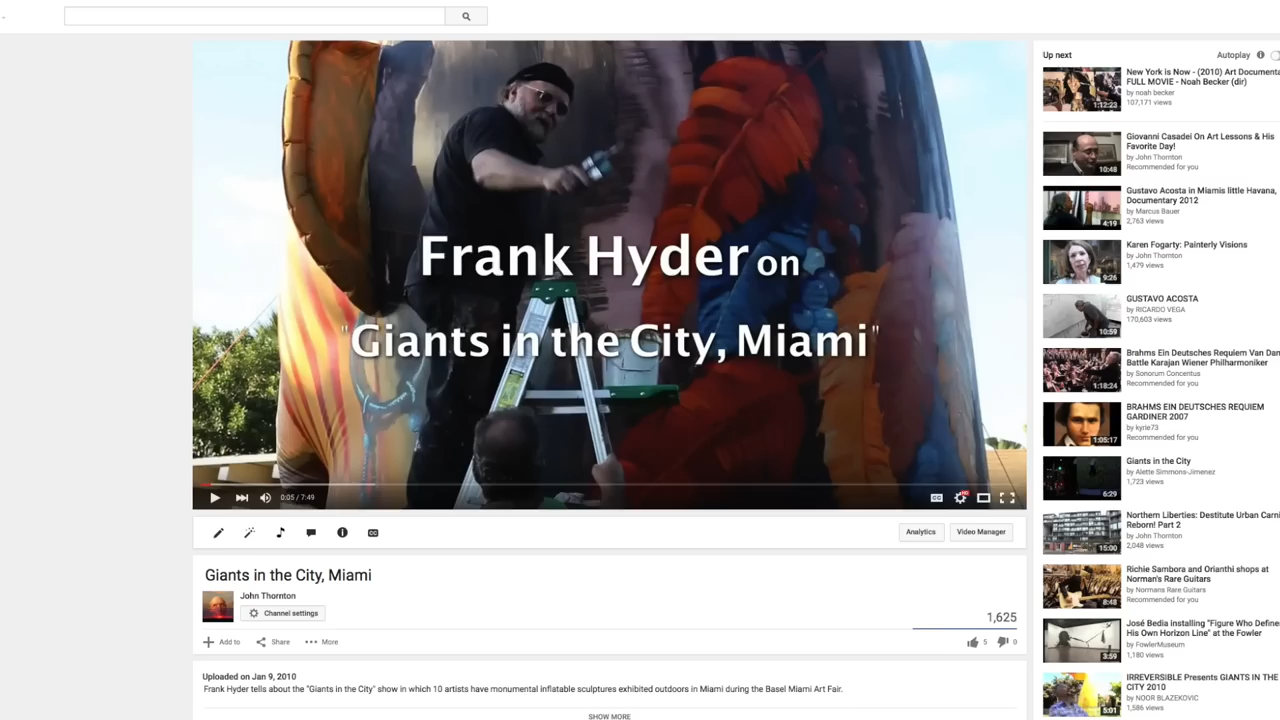 Up next
Autoplay
New York is Now - (2010) Art Documenta
FULL MOVIE - Noah Becker (dir)
by noah becker
107,171 views
1:12:23
Giovanni Casadei On Art Lessons & His
Favorite Day!
by John Thornton
Recommended for you
10:48
Gustavo Acosta in Miamis little Havana,
Documentary 2012
by Marcus Bauer
2,763 views
4:19
Karen Fogarty: Painterly Visions
by John Thornton
1,479 views
9:26
GUSTAVO ACOSTA
by RICARDO VEGA
170,603 views
10:59
Brahms Ein Deutsches Requiem Van Dam
Battle Karajan Wiener Philharmoniker
by Sonorum Concentus
Recommended for you
1:18:24
BRAHMS EIN DEUTSCHES REQUIEM
GARDINER 2007
by kyrie73
Recommended for you
1:05:17
Giants in the City
by Alette Simmons-Jimenez
1,723 views
6:29
Northern Liberties: Destitute Urban Carni
Reborn! Part 2
by John Thornton
2,048 views
15:00
Richie Sambora and Orianthi shops at
Norman's Rare Guitars
by Normans Rare Guitars
Recommended for you
8:48
José Bedia installing "Figure Who Define
His Own Horizon Line" at the Fowler
by FowlerMuseum
1,180 views
3:59
IRREVERSIBLE Presents GIANTS IN THE
CITY 2010
by NOOR BLAZEKOVIC
1,586 views
5:01
Frank Hyder on
"Giants in the City, Miami"
0:05 / 7:49
CC
HD
CC
Analytics
Video Manager
Giants in the City, Miami
John Thornton
Channel settings
1,625
Add to
Share
More
5
0
Uploaded on Jan 9, 2010
Frank Hyder tells about the "Giants in the City" show in which 10 artists have monumental inflatable sculptures exhibited outdoors in Miami during the Basel Miami Art Fair.
SHOW MORE